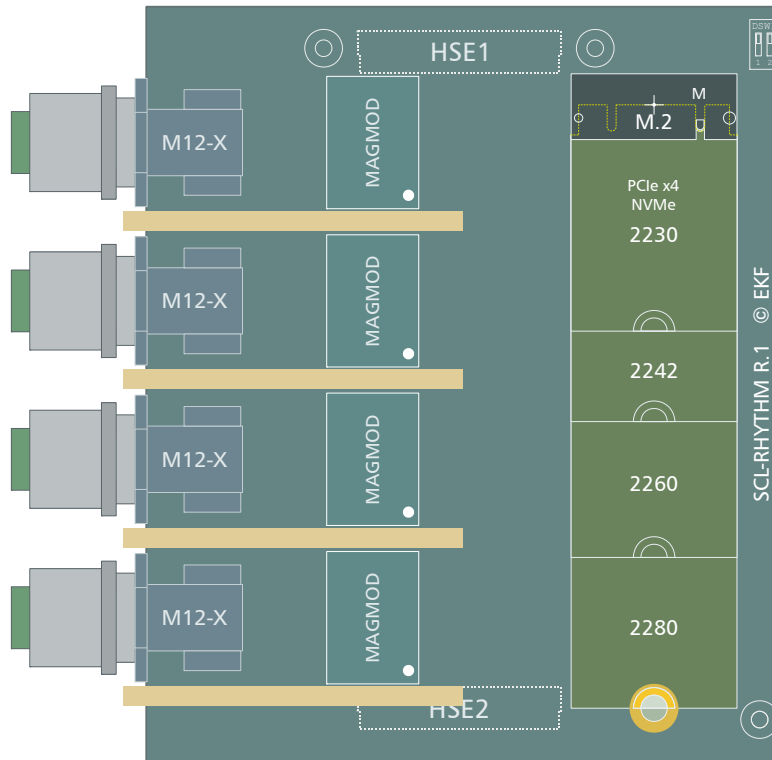 HSE1
DSW
1 2
M
M.2
M12-X
MAGMOD
PCIe x4
NVMe
2230
M12-X
MAGMOD
2242
M12-X
MAGMOD
2260
M12-X
MAGMOD
2280
HSE2
SCL-RHYTHM R.1 © EKF